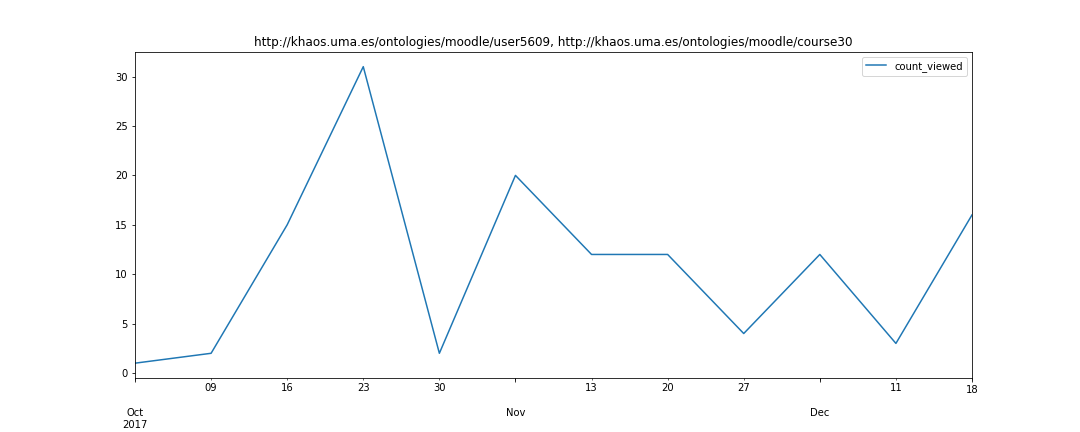 http://khaos.uma.es/ontologies/moodle/user5609, http://khaos.uma.es/ontologies/moodle/course30
count_viewed
30
25
20
15
10
5
0
09 16 23 30 13 20 27 11 18
Oct Nov Dec
2017